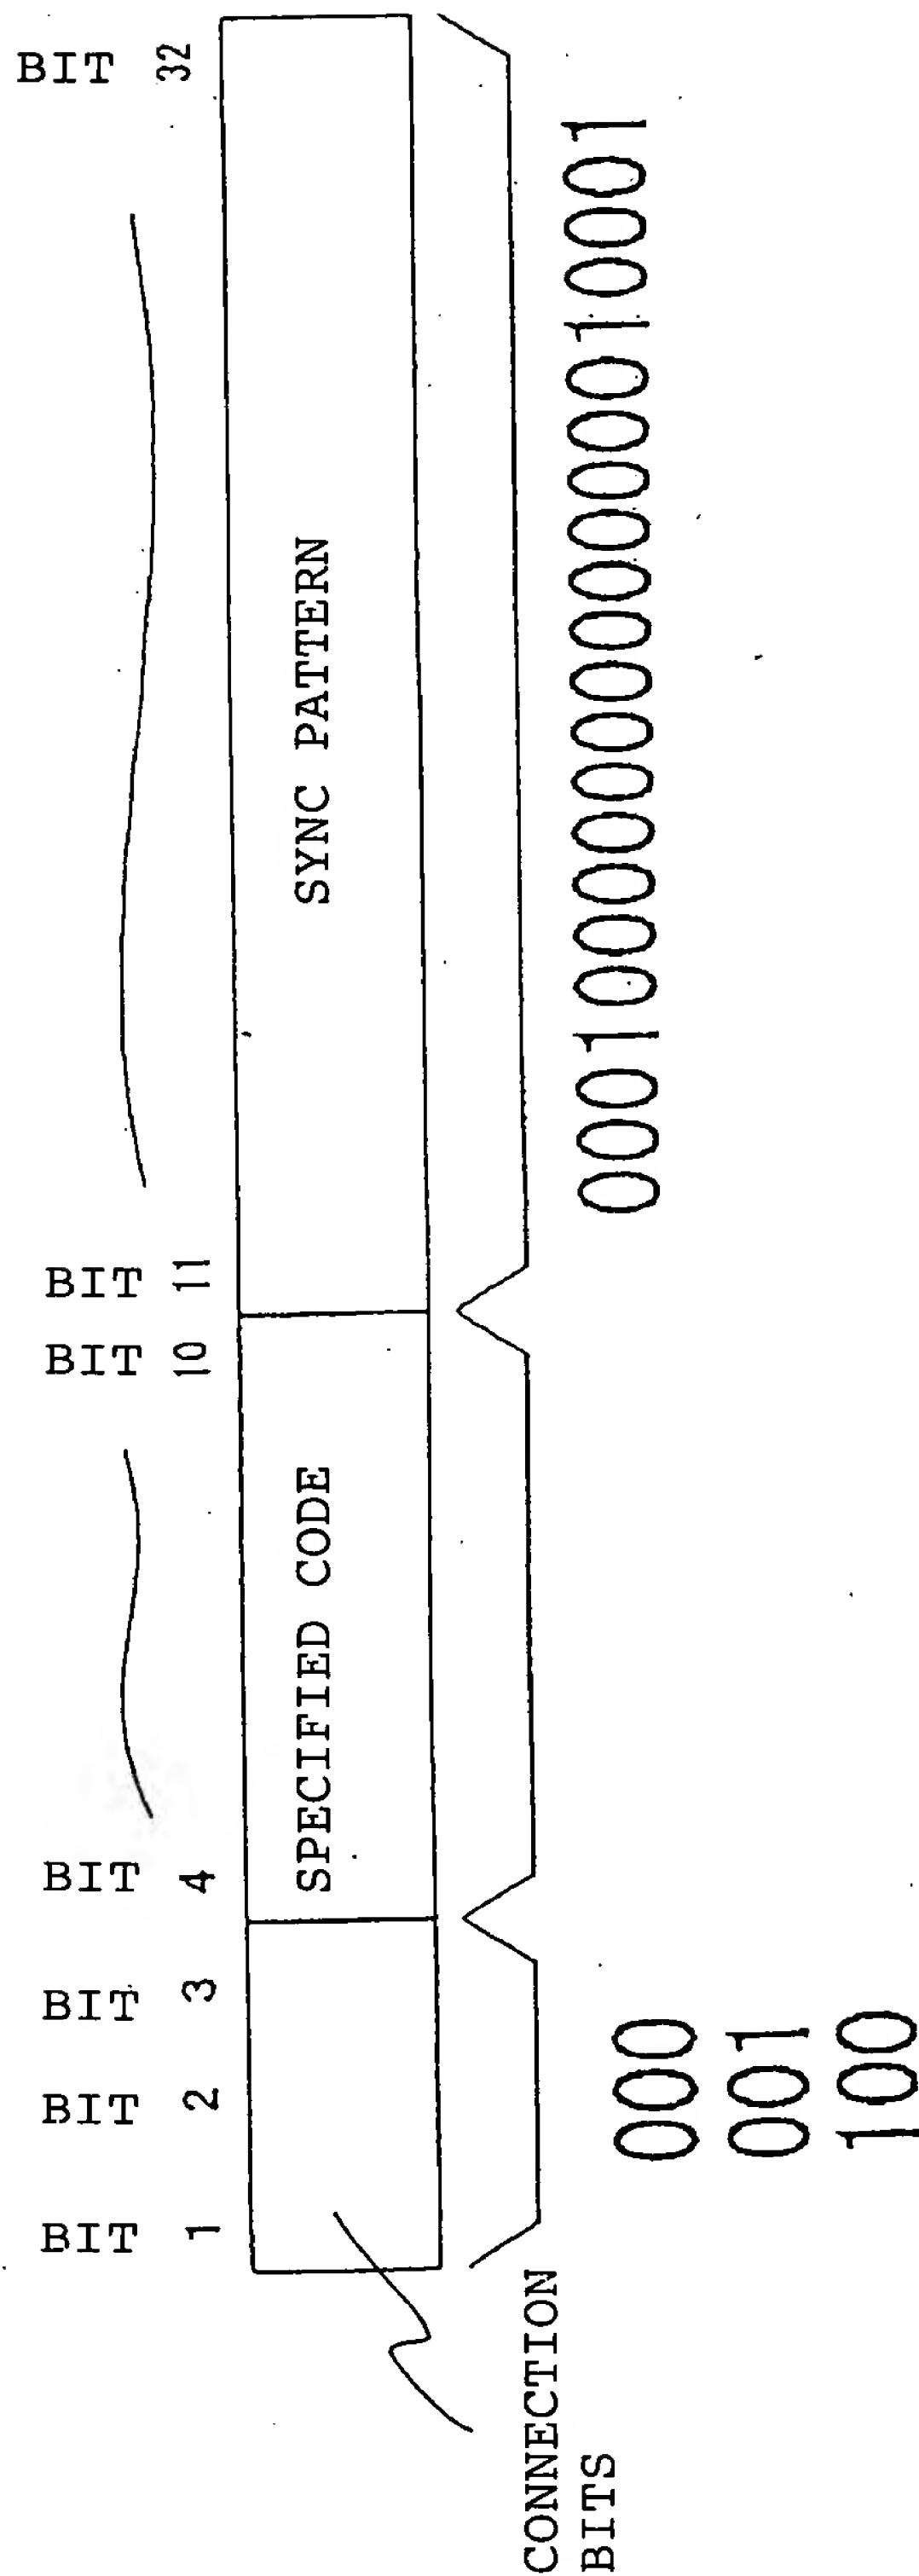 BIT 1
BIT 2
BIT 3
BIT 4
BIT 10
BIT 11
BIT 32
SPECIFIED CODE
SYNC PATTERN
CONNECTION
BITS
000
001
100
0001000000000000010001